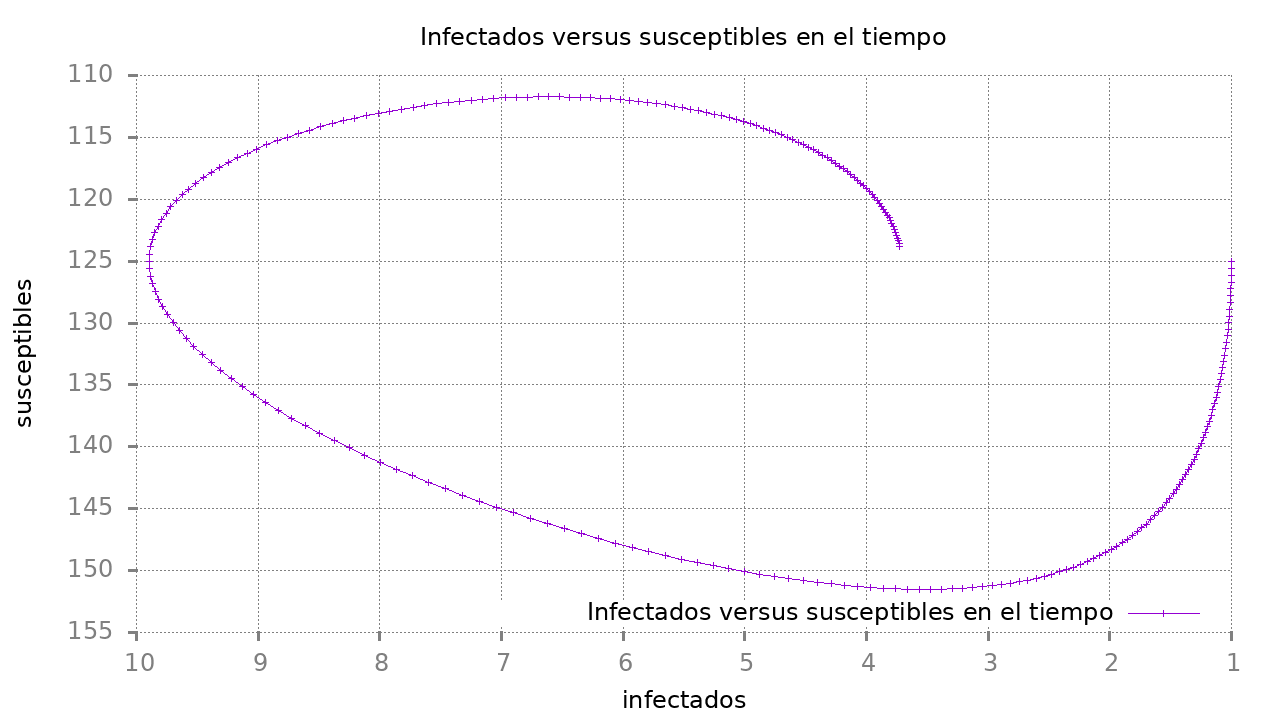 Infectados versus susceptibles en el tiempo
110
115
120
125
130
135
140
145
150
155
susceptibles
Infectados versus susceptibles en el tiempo
10 9 8 7 6 5 4 3 2 1
infectados